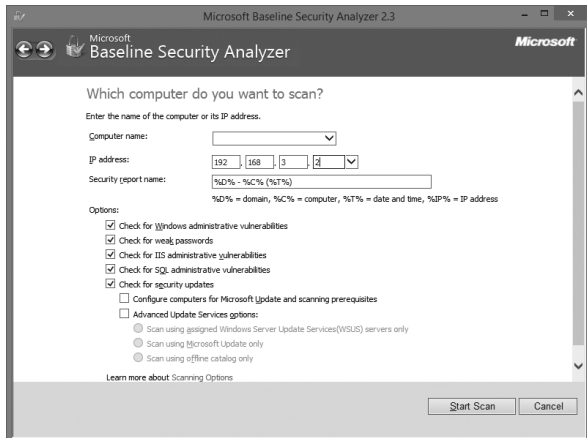 Microsoft Baseline Security Analyzer 2.3
Microsoft
Baseline Security Analyzer
Microsoft
Which computer do you want to scan?
Enter the name of the computer or its IP address.
Computer name:
IP address: 192 . 168 . 3 . 2
Security report name: %D% - %C% (%T%)
%D% = domain, %C% = computer, %T% = date and time, %IP% = IP address
Options:
Check for Windows administrative vulnerabilities
Check for weak passwords
Check for IIS administrative vulnerabilities
Check for SQL administrative vulnerabilities
Check for security updates
Configure computers for Microsoft Update and scanning prerequisites
Advanced Update Services options:
Scan using assigned Windows Server Update Services(WSUS) servers only
Scan using Microsoft Update only
Scan using offline catalog only
Learn more about Scanning Options
Start Scan Cancel